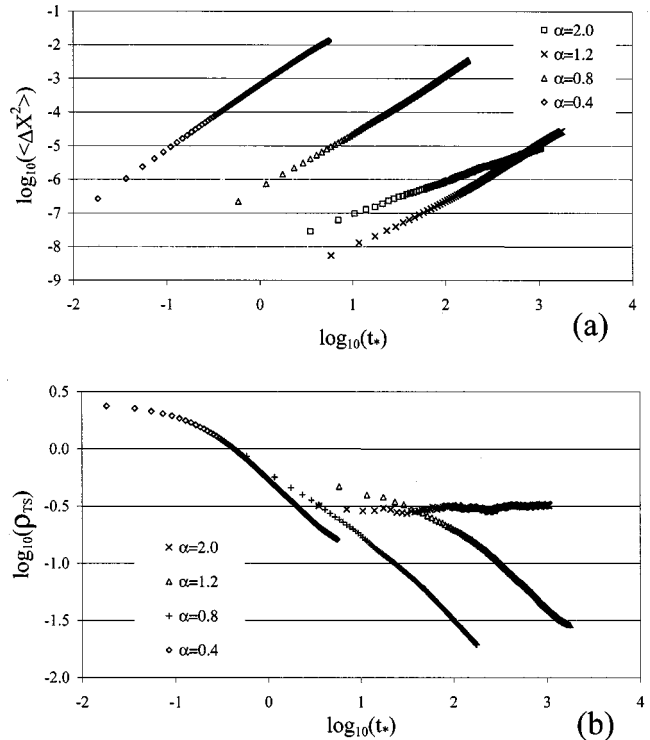 -1
-2
-3
-4
-5
-6
-7
-8
-9
log₁₀(<ΔX²>)
□ α=2.0
× α=1.2
△ α=0.8
◇ α=0.4
-2 -1 0 1 2 3 4
log₁₀(t*)
(a)
0.5
0.0
-0.5
-1.0
-1.5
-2.0
log₁₀(ρTS)
× α=2.0
△ α=1.2
+ α=0.8
◇ α=0.4
-2 -1 0 1 2 3 4
log₁₀(t*)
(b)